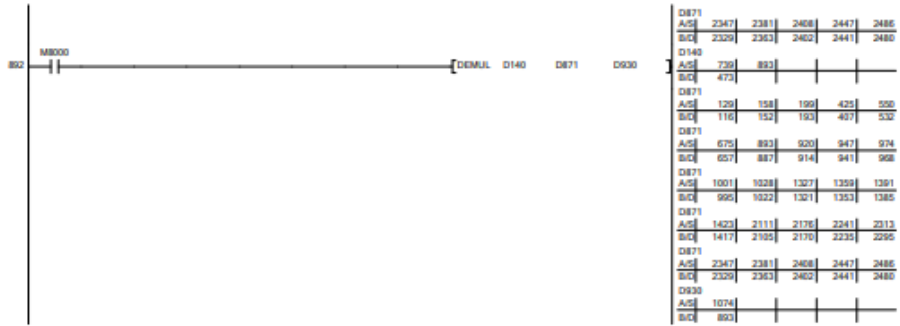 M8000
892 DEMUL D140 D871 D930
D871
A/S 2347 2381 2408 2447 2486
B/D 2329 2363 2402 2441 2480
D140
A/S 739 893
B/D 473
D871
A/S 129 158 199 425 550
B/D 116 152 193 407 532
D871
A/S 675 893 920 947 974
B/D 657 887 914 941 968
D871
A/S 1001 1028 1327 1359 1391
B/D 995 1022 1321 1353 1385
D871
A/S 1423 2111 2176 2241 2313
B/D 1417 2105 2170 2235 2295
D871
A/S 2347 2381 2408 2447 2486
B/D 2329 2363 2402 2441 2480
D930
A/S 1074
B/D 893